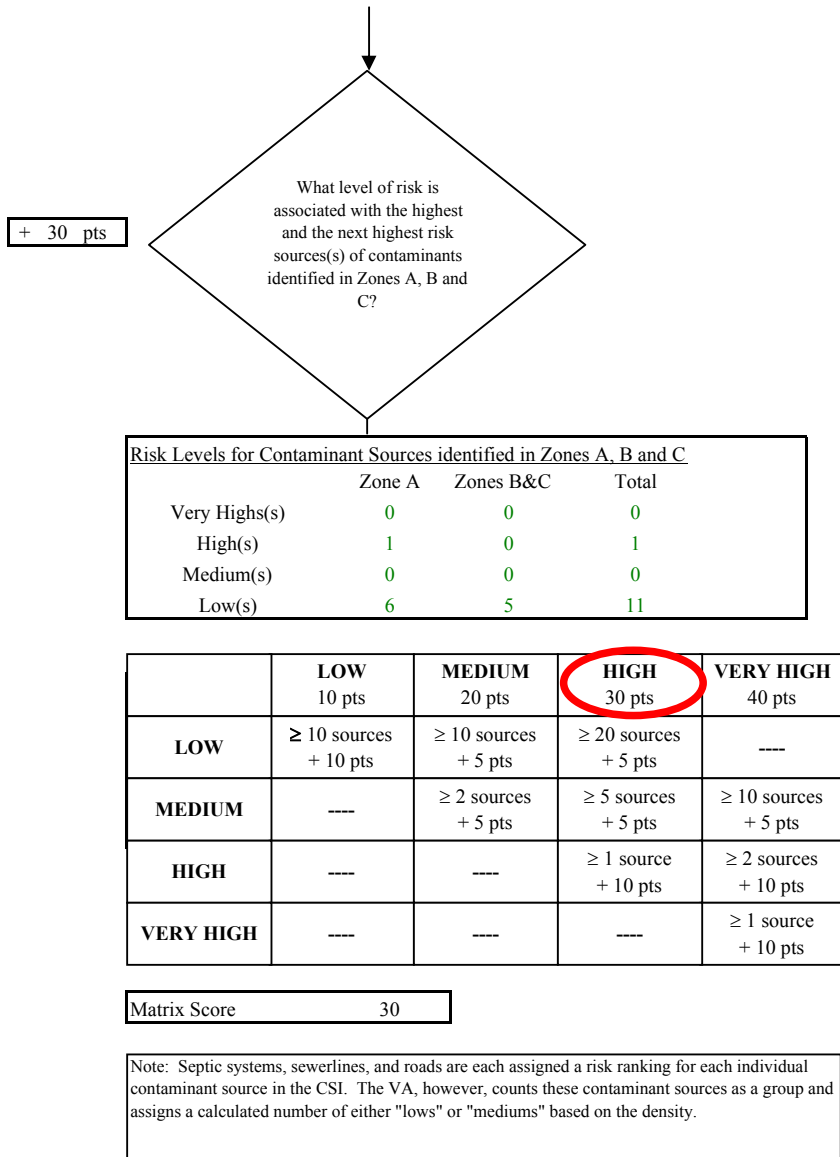 What level of risk is
associated with the highest
and the next highest risk
sources(s) of contaminants
identified in Zones A, B and
C?
+ 30 pts
Risk Levels for Contaminant Sources identified in Zones A, B and C
Zone A Zones B&C Total
Very Highs(s) 0 0 0
High(s) 1 0 1
Medium(s) 0 0 0
Low(s) 6 5 11
LOW MEDIUM HIGH VERY HIGH
10 pts 20 pts 30 pts 40 pts
LOW ≥ 10 sources + 10 pts ≥ 10 sources + 5 pts ≥ 20 sources + 5 pts ----
MEDIUM ---- ≥ 2 sources + 5 pts ≥ 5 sources + 5 pts ≥ 10 sources + 5 pts
HIGH ---- ---- ≥ 1 source + 10 pts ≥ 2 sources + 10 pts
VERY HIGH ---- ---- ---- ≥ 1 source + 10 pts
Matrix Score 30
Note: Septic systems, sewerlines, and roads are each assigned a risk ranking for each individual
contaminant source in the CSI. The VA, however, counts these contaminant sources as a group and
assigns a calculated number of either "lows" or "mediums" based on the density.